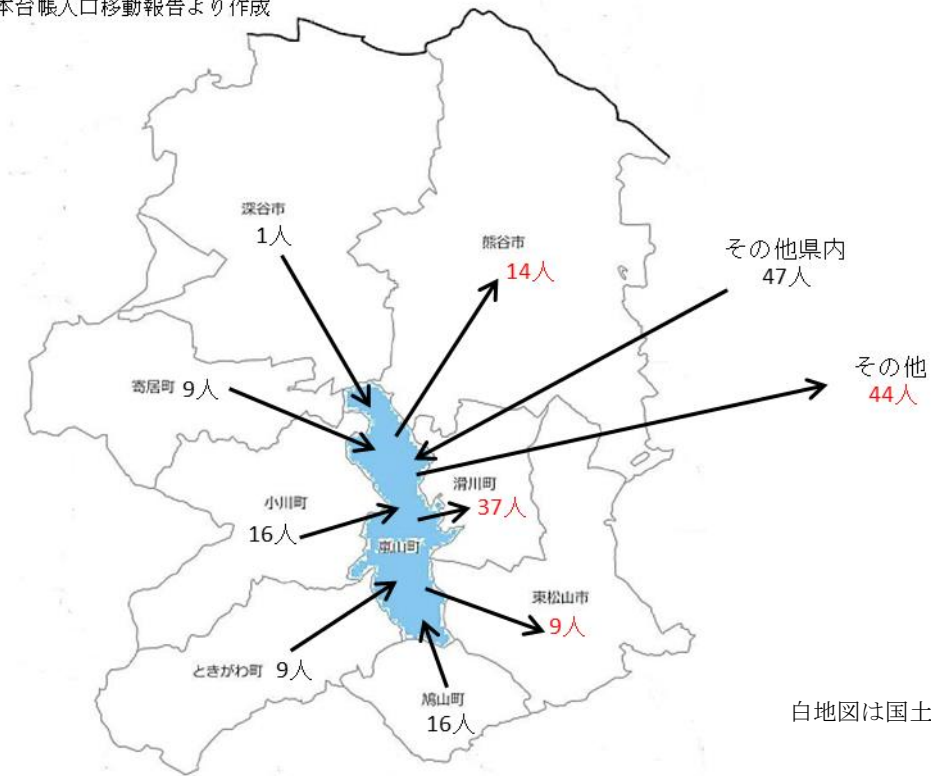 本台帳人口移動報告より作成
深谷市
1人
熊谷市
14人
その他県内
47人
その他
44人
寄居町 9人
滑川町
37人
小川町
16人
嵐山町
東松山市
9人
ときがわ町 9人
鳩山町
16人
白地図は国土